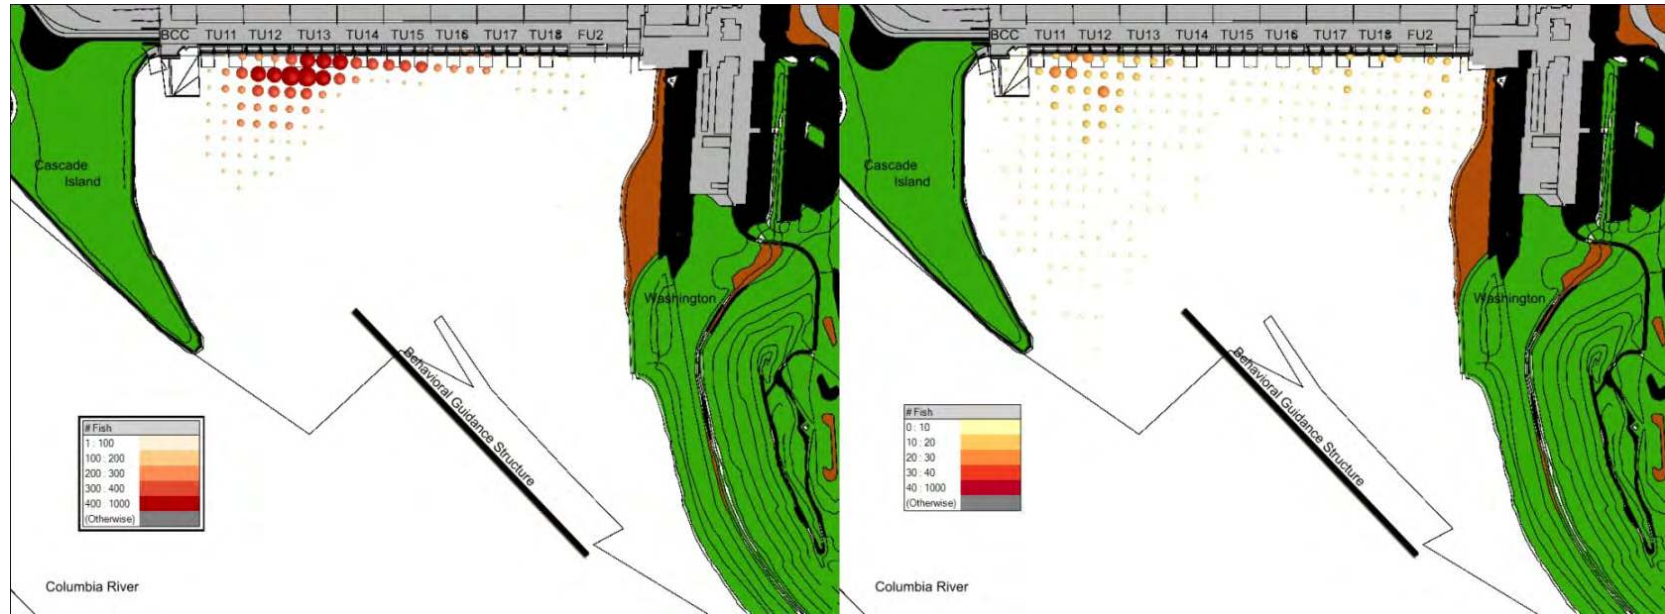 BCC TU11 TU12 TU13 TU14 TU15 TU16 TU17 TU18 FU2
Cascade
Island
Washington
Behavioral Guidance Structure
# Fish
1 : 100
100 : 200
200 : 300
300 : 400
400 : 1000
(Otherwise)
Columbia River
BCC TU11 TU12 TU13 TU14 TU15 TU16 TU17 TU18 FU2
Cascade
Island
Washington
Behavioral Guidance Structure
# Fish
0 : 10
10 : 20
20 : 30
30 : 40
40 : 1000
(Otherwise)
Columbia River